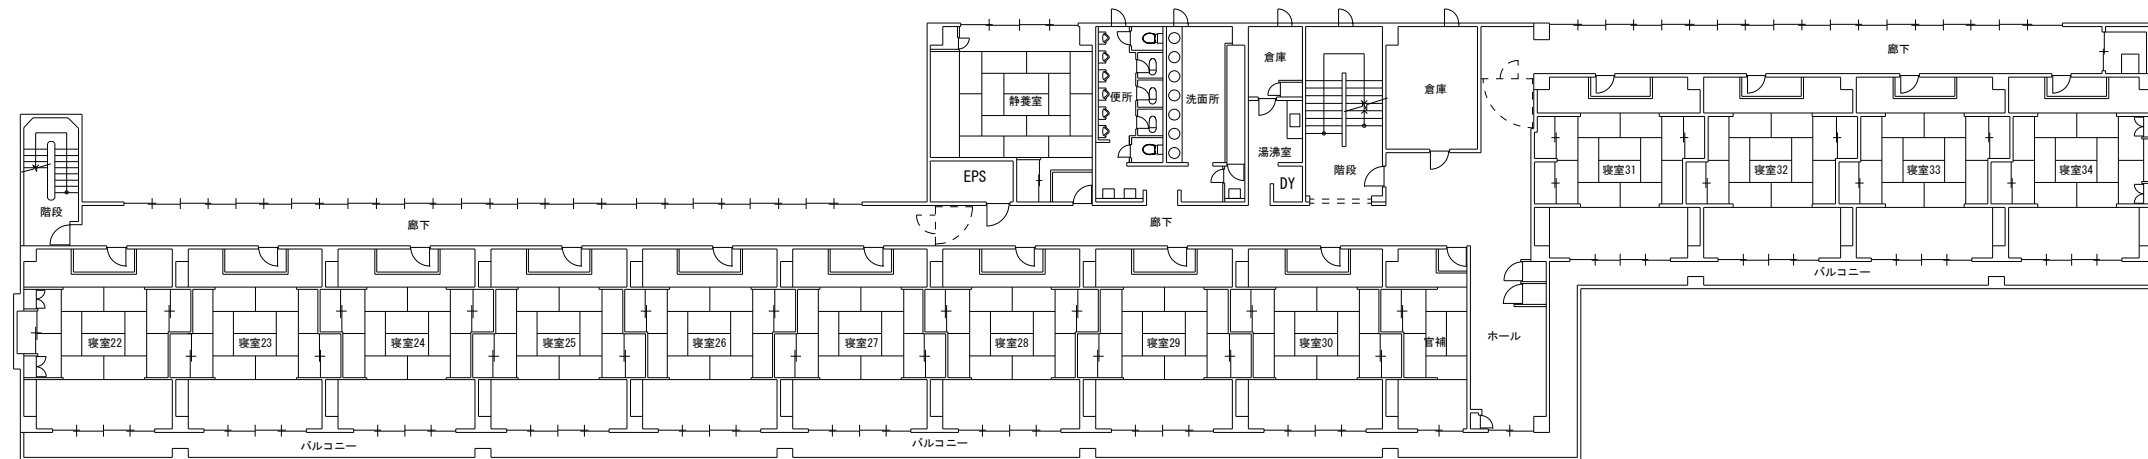 廊下
倉庫
静養室
便所
洗面所
倉庫
湯沸室
階段
EPS
DY
寝室31
寝室32
寝室33
寝室34
階段
廊下
廊下
バルコニー
寝室22
寝室23
寝室24
寝室25
寝室26
寝室27
寝室28
寝室29
寝室30
官補
ホール
バルコニー
バルコニー